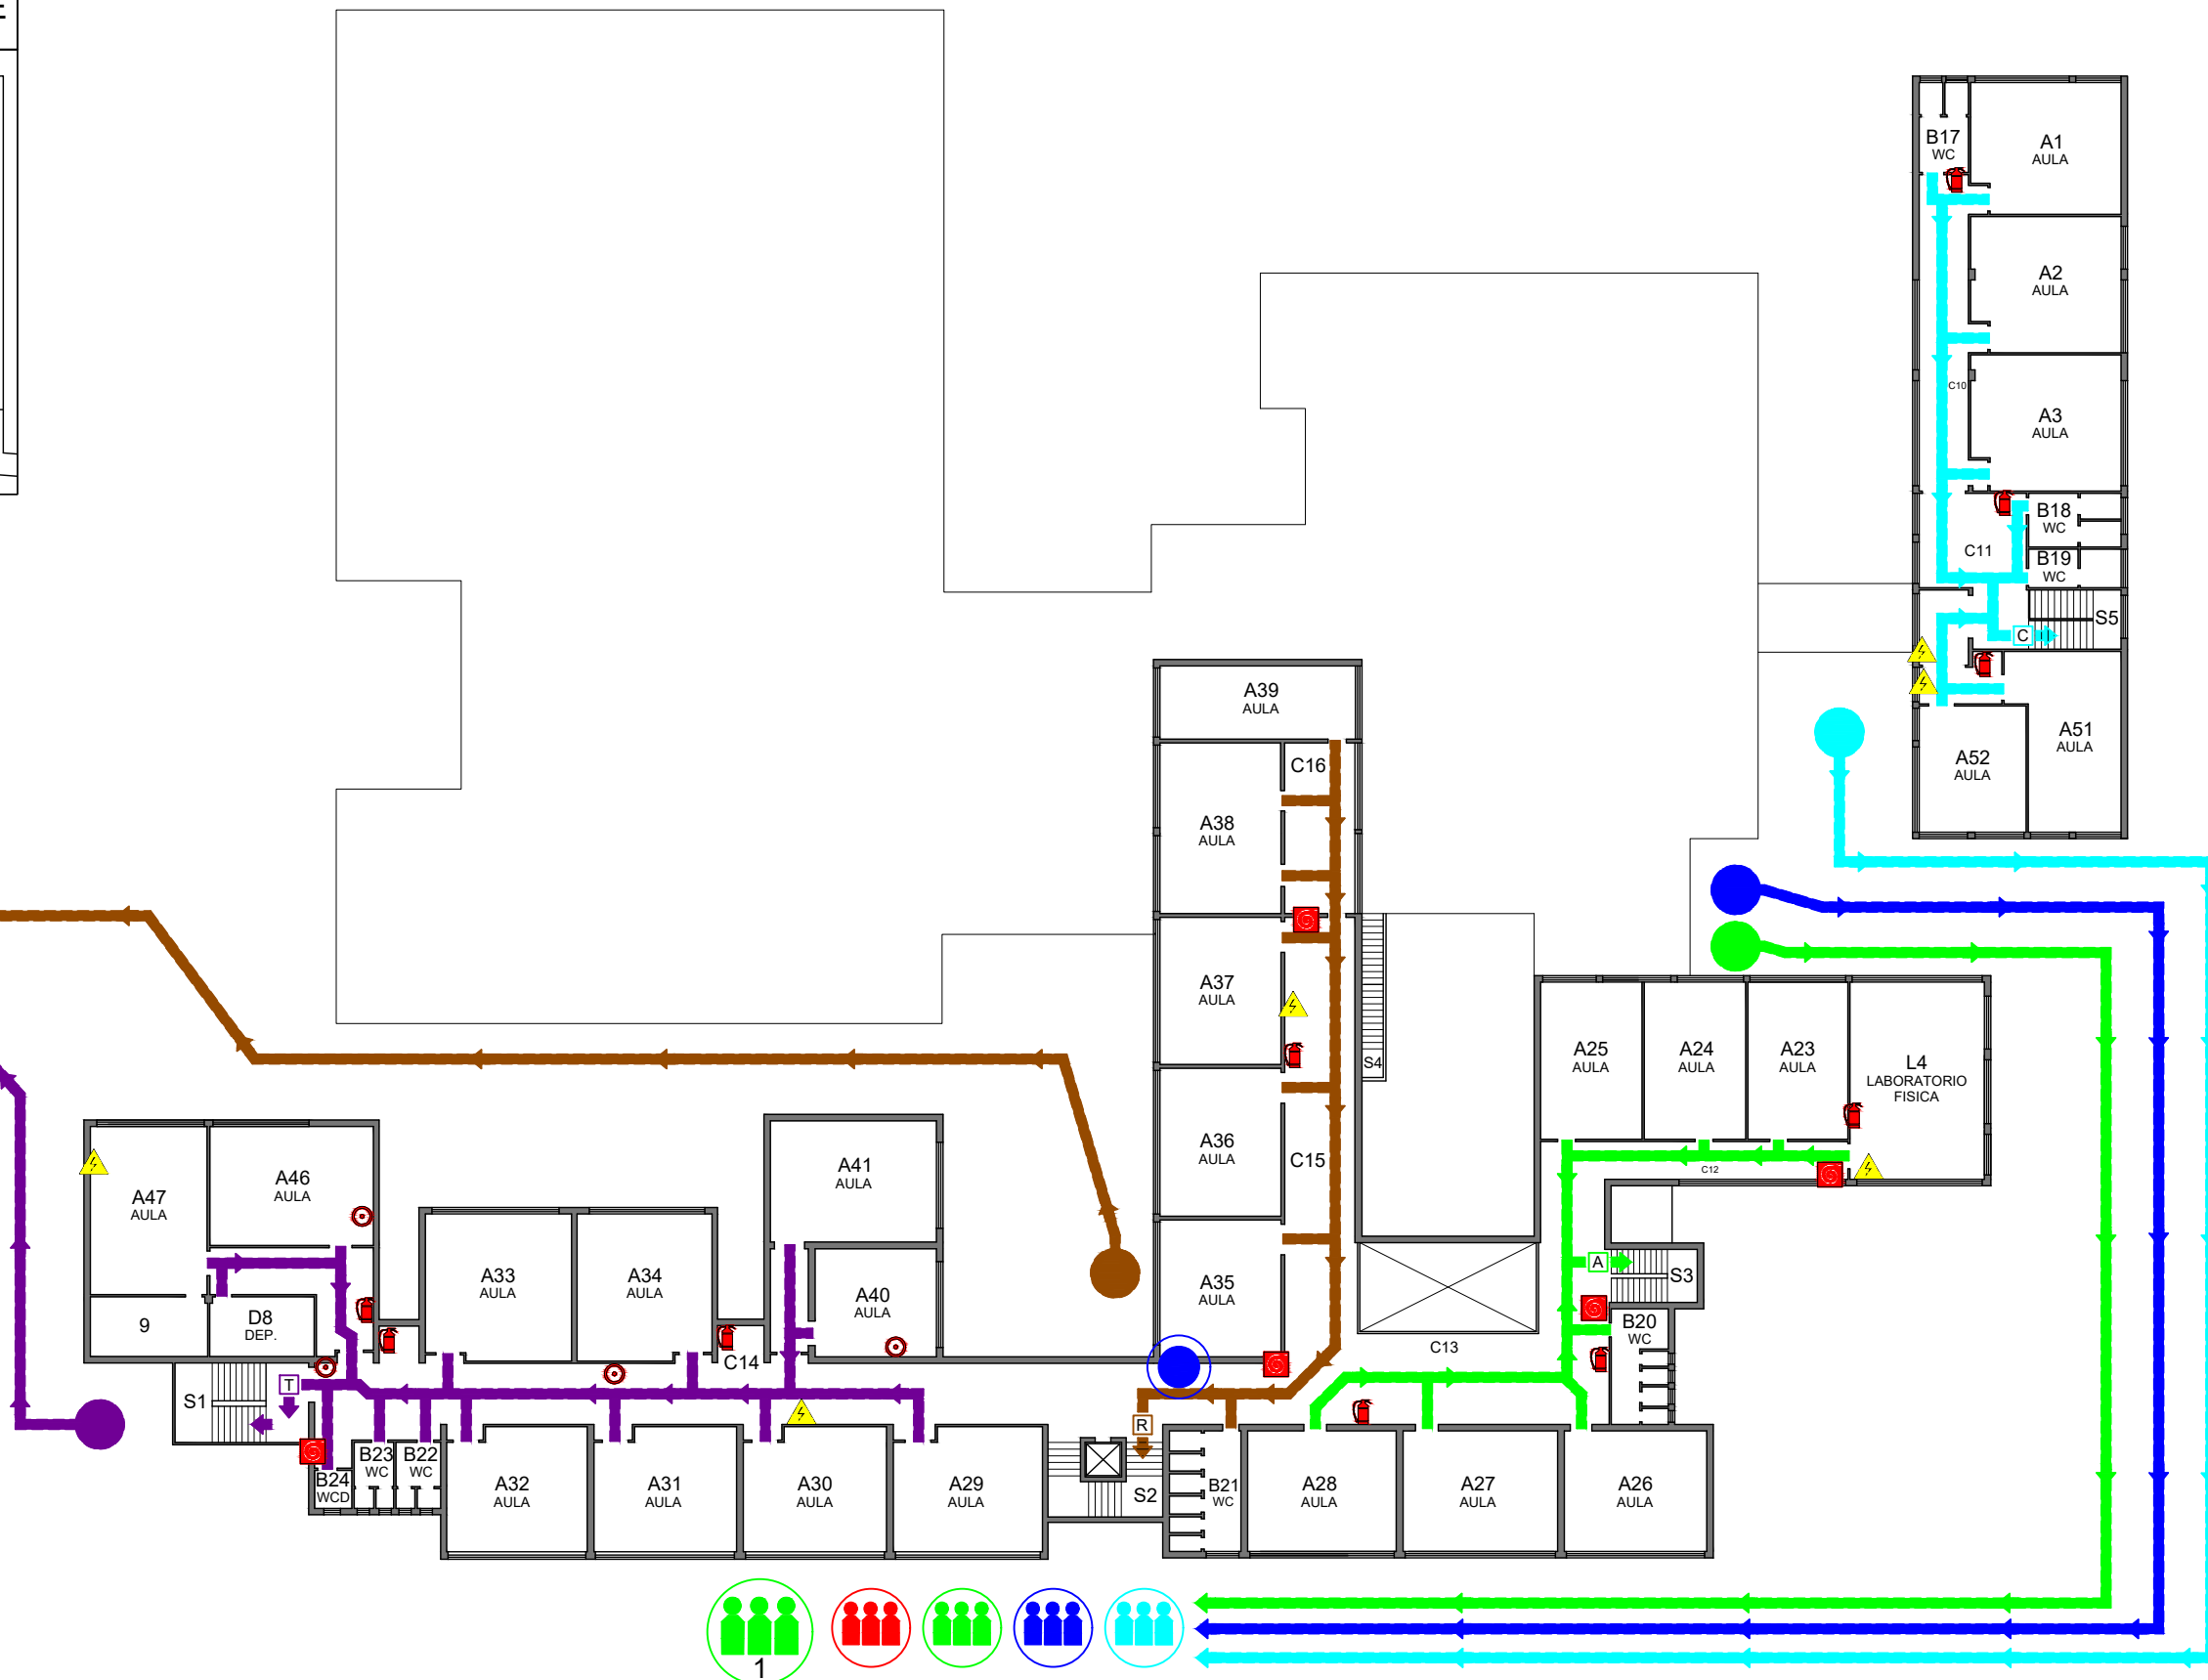 E
B17
WC
A1
AULA
A2
AULA
C10
A3
AULA
B18
WC
C11
B19
WC
S5
C
A51
AULA
A52
AULA
A39
AULA
C16
A38
AULA
A37
AULA
S4
A36
AULA
C15
A35
AULA
A25
AULA
A24
AULA
A23
AULA
L4
LABORATORIO
FISICA
C12
A
S3
B20
WC
C13
A47
AULA
A46
AULA
9
D8
DEP.
A33
AULA
A34
AULA
A41
AULA
A40
AULA
C14
S1
T
R
B24
WCD
B23
WC
B22
WC
A32
AULA
A31
AULA
A30
AULA
A29
AULA
S2
B21
WC
A28
AULA
A27
AULA
A26
AULA
1